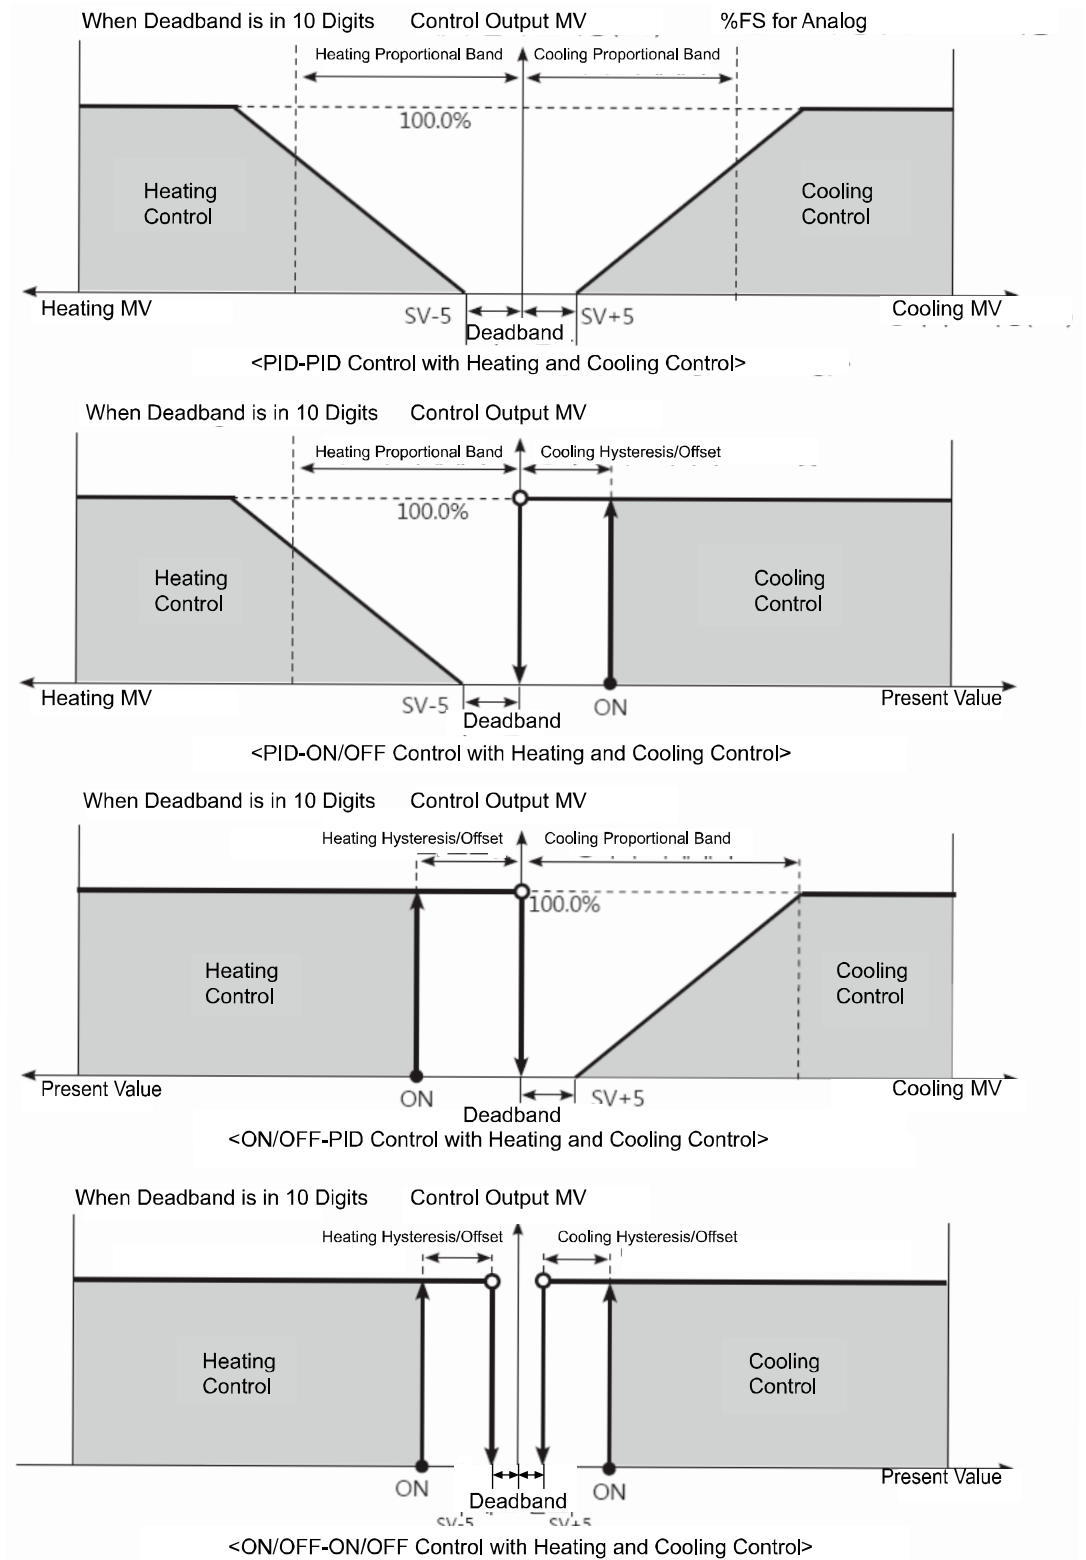 When Deadband is in 10 Digits Control Output MV %FS for Analog
Heating Proportional Band Cooling Proportional Band
100.0%
Heating
Control
Cooling
Control
Heating MV SV-5 SV+5 Cooling MV
Deadband
<PID-PID Control with Heating and Cooling Control>
When Deadband is in 10 Digits Control Output MV
Heating Proportional Band Cooling Hysteresis/Offset
100.0%
Heating
Control
Cooling
Control
Heating MV SV-5 ON Present Value
Deadband
<PID-ON/OFF Control with Heating and Cooling Control>
When Deadband is in 10 Digits Control Output MV
Heating Hysteresis/Offset Cooling Proportional Band
100.0%
Heating
Control
Cooling
Control
Present Value ON SV+5 Cooling MV
Deadband
<ON/OFF-PID Control with Heating and Cooling Control>
When Deadband is in 10 Digits Control Output MV
Heating Hysteresis/Offset Cooling Hysteresis/Offset
Heating
Control
Cooling
Control
Present Value
ON Deadband ON
SV-5 SV+5
<ON/OFF-ON/OFF Control with Heating and Cooling Control>